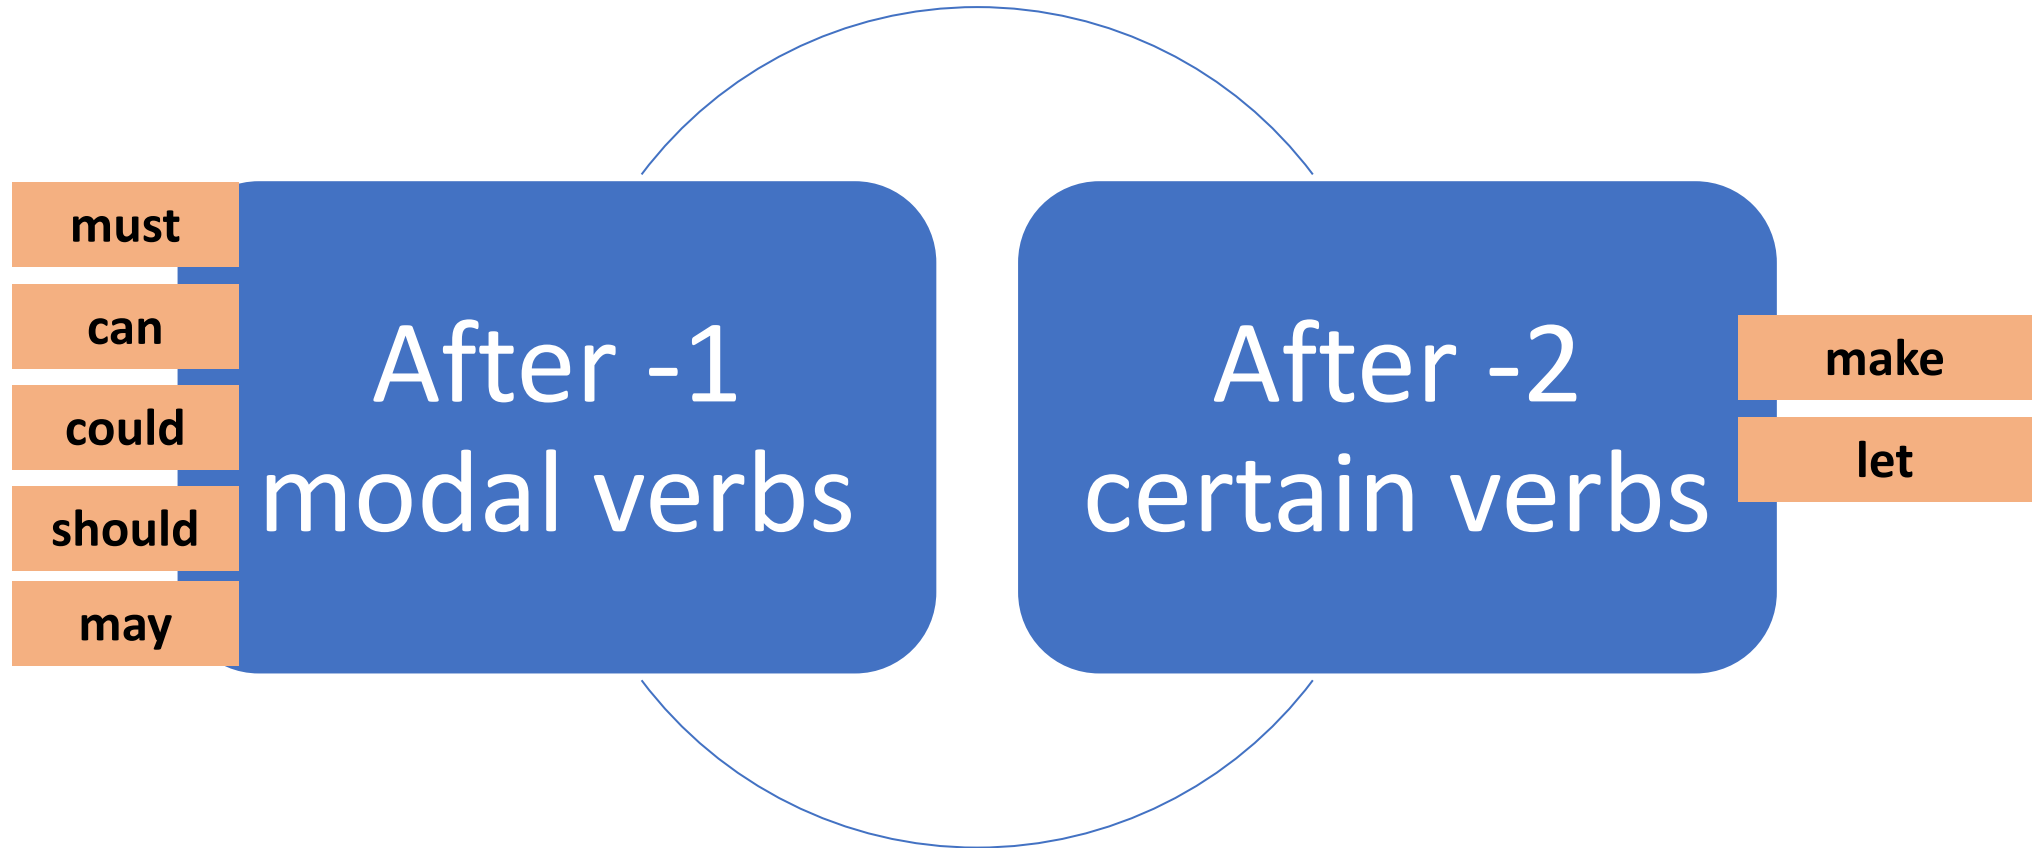 must
can
could
should
may
After -1
modal verbs
After -2
certain verbs
make
let